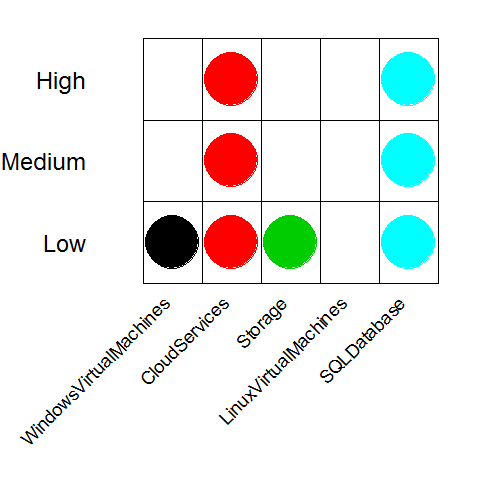 High
Medium
Low
WindowsVirtualMachines
CloudServices
Storage
LinuxVirtualMachines
SQLDatabase